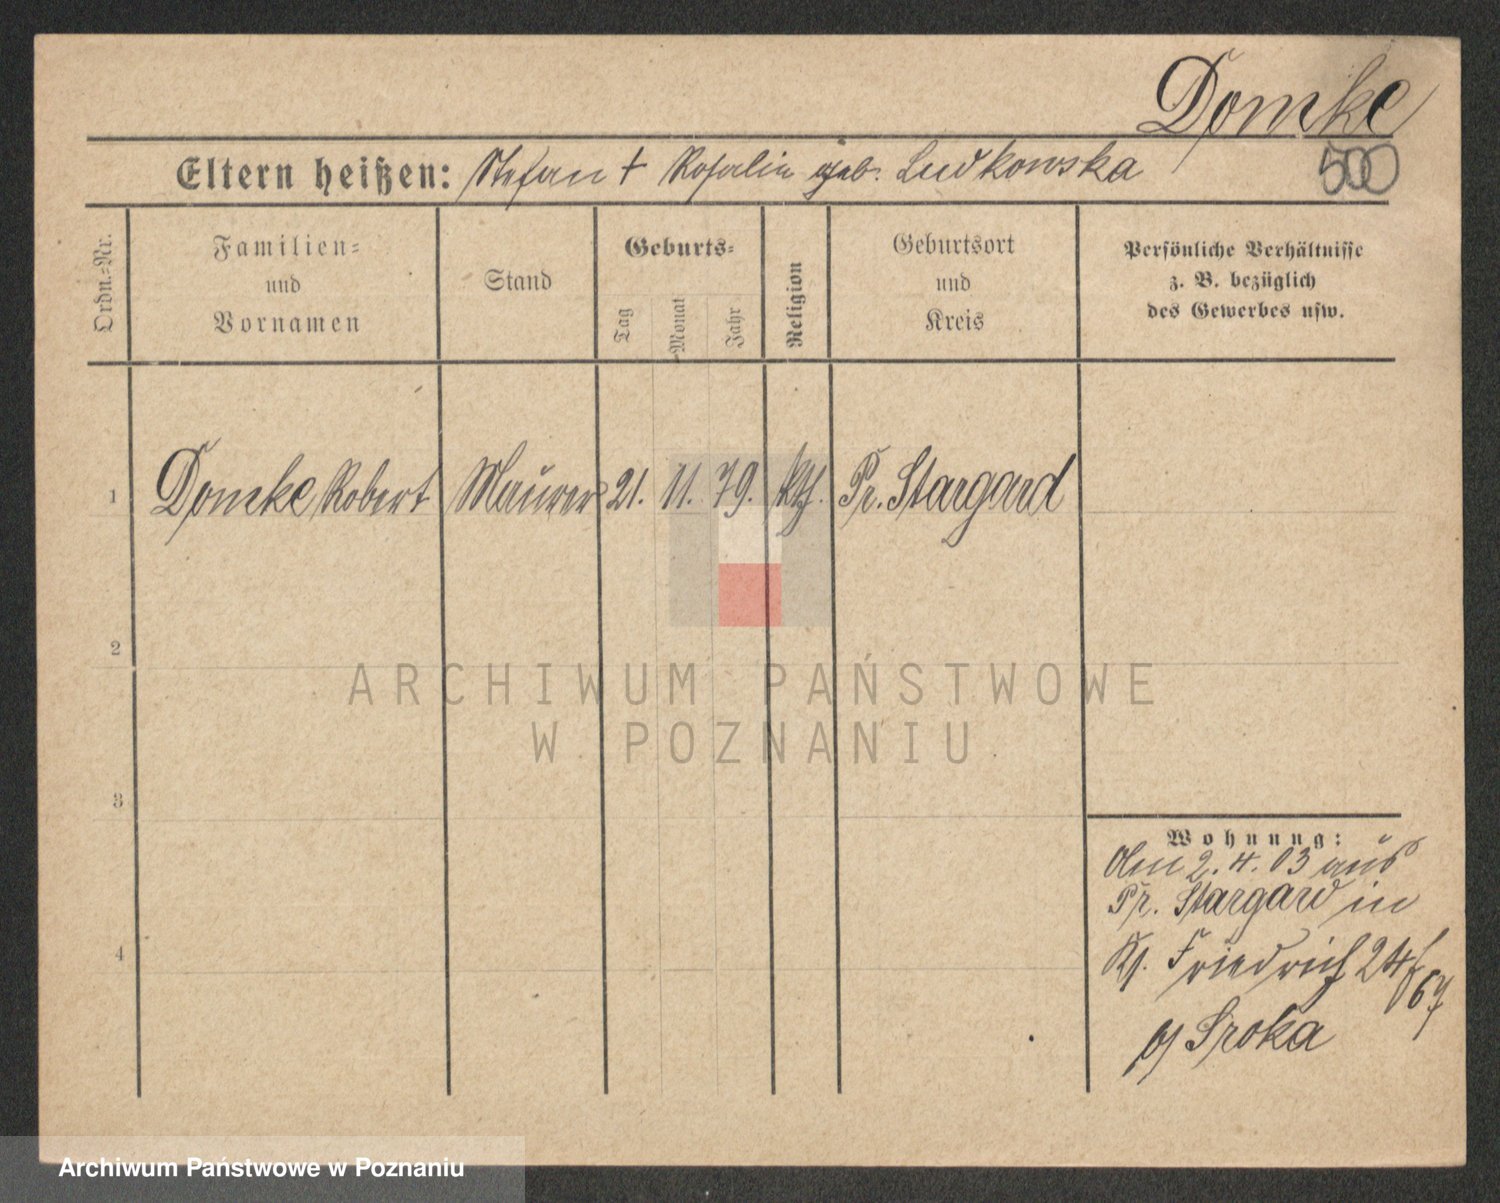 Domke
500
Eltern heißen: Stefan + Rosalie geb. Ludkowska
Ordn.-Nr.
Familien-
und
Vornamen
Stand
Geburts-
Tag
Monat
Jahr
Religion
Geburtsort
und
Kreis
Persönliche Verhältnisse
z. B. bezüglich
des Gewerbes usw.
1 Domke Robert Maurer 21. 11. 79. kth. Pr. Stargard
2
3
4
Wohnung:
2. 4. 03 aus
Pr. Stargard in
Friedrich 24
67
Sroka
ARCHIWUM PAŃSTWOWE
W POZNANIU
Archiwum Państwowe w Poznaniu